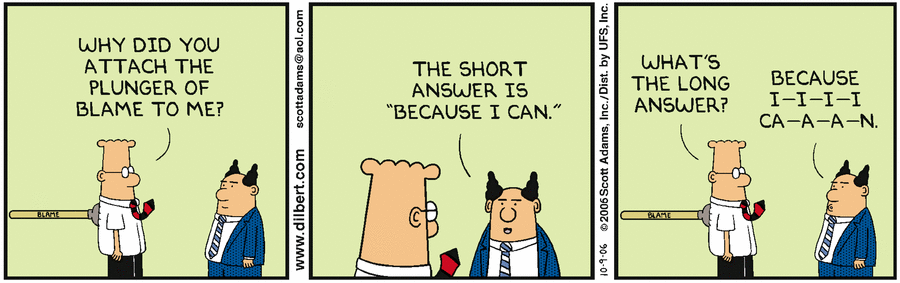 WHY DID YOU
ATTACH THE
PLUNGER OF
BLAME TO ME?
BLAME
www.dilbert.com scottadams@aol.com
THE SHORT
ANSWER IS
"BECAUSE I CAN."
10-9-06 © 2006 Scott Adams, Inc./Dist. by UFS, Inc.
WHAT'S
THE LONG
ANSWER?
BECAUSE
I–I–I–I
CA–A–A–N.
BLAME